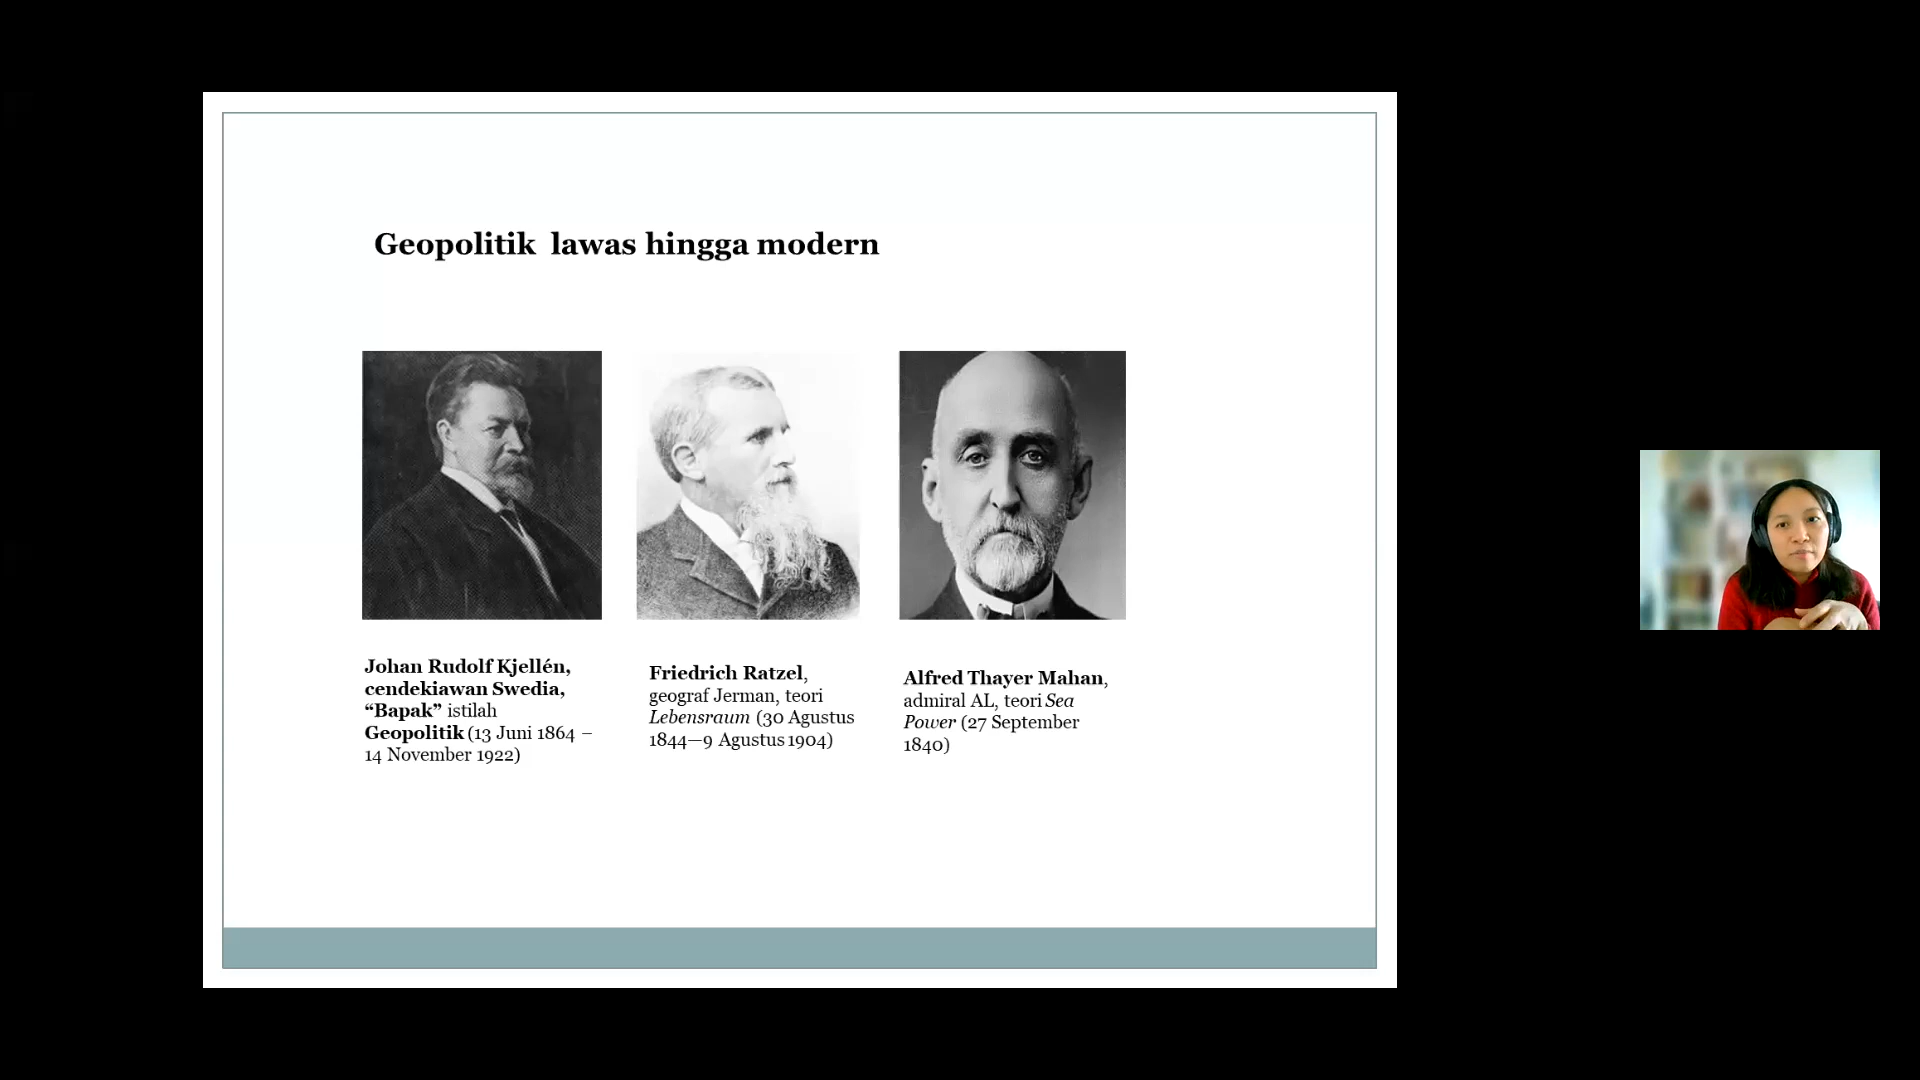 Geopolitik lawas hingga modern
Johan Rudolf Kjellén,
cendekiawan Swedia,
“Bapak” istilah
Geopolitik (13 Juni 1864 –
14 November 1922)
Friedrich Ratzel,
geograf Jerman, teori
Lebensraum (30 Agustus
1844—9 Agustus 1904)
Alfred Thayer Mahan,
admiral AL, teori Sea
Power (27 September
1840)